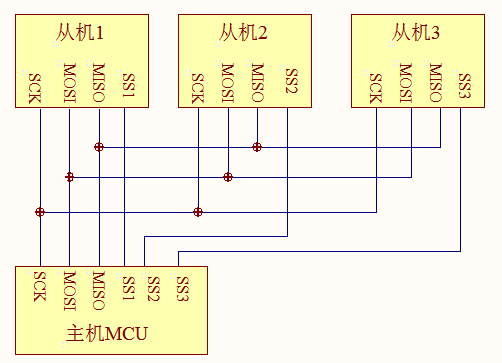 从机1
SCK
MOSI
MISO
SS1
从机2
SCK
MOSI
MISO
SS2
从机3
SCK
MOSI
MISO
SS3
SCK
MOSI
MISO
SS1
SS2
SS3
主机MCU